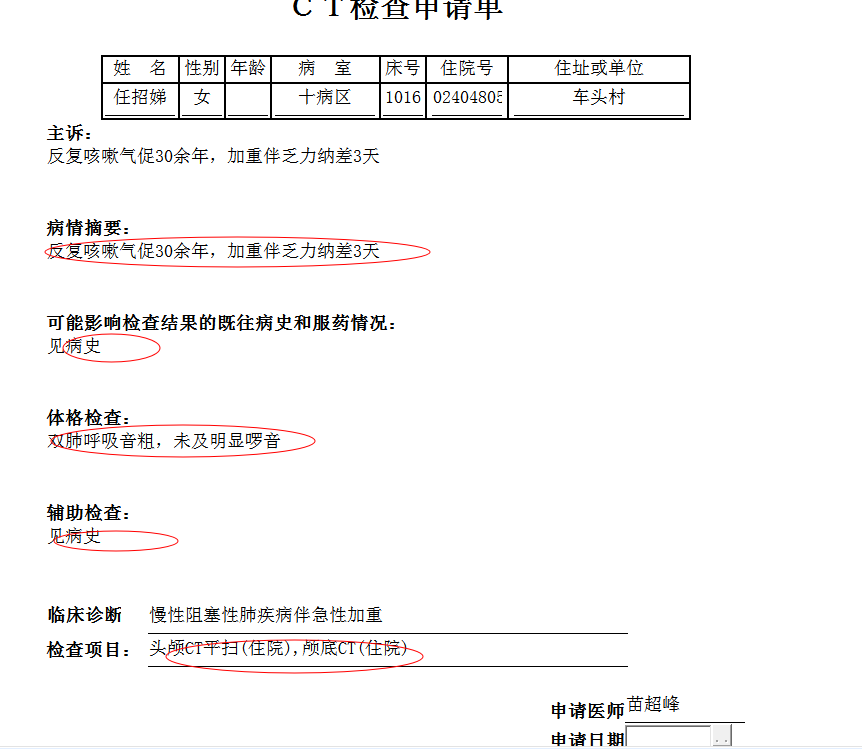 CT检查申请单
姓 名 性别 年龄 病 室 床号 住院号 住址或单位
任招娣 女 十病区 1016 02404805 车头村
主诉：
反复咳嗽气促30余年，加重伴乏力纳差3天
病情摘要：
反复咳嗽气促30余年，加重伴乏力纳差3天
可能影响检查结果的既往病史和服药情况：
见病史
体格检查：
双肺呼吸音粗，未及明显啰音
辅助检查：
见病史
临床诊断 慢性阻塞性肺疾病伴急性加重
检查项目： 头颅CT平扫(住院),颅底CT(住院)
申请医师 苗超峰
申请日期 ..